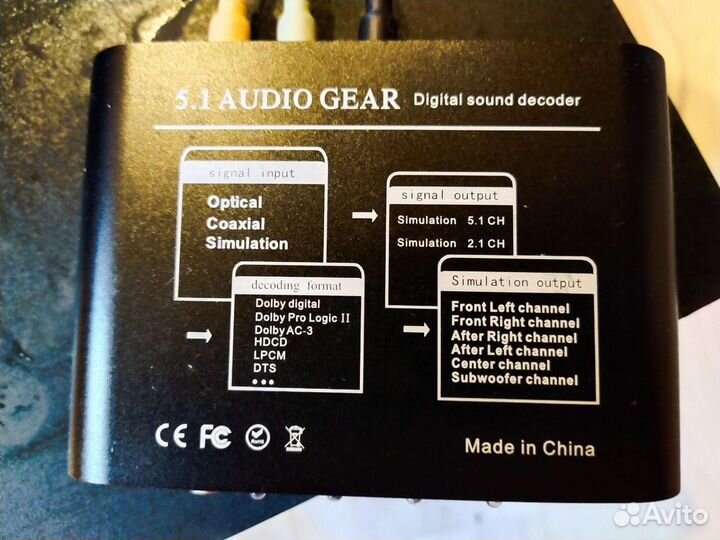 5.1 AUDIO GEAR Digital sound decoder
signal input
Optical
Coaxial
Simulation
signal output
Simulation 5.1 CH
Simulation 2.1 CH
decoding format
Dolby digital
Dolby Pro Logic II
Dolby AC-3
HDCD
LPCM
DTS
•••
Simulation output
Front Left channel
Front Right channel
After Right channel
After Left channel
Center channel
Subwoofer channel
CE FC RoHS
Made in China
Avito